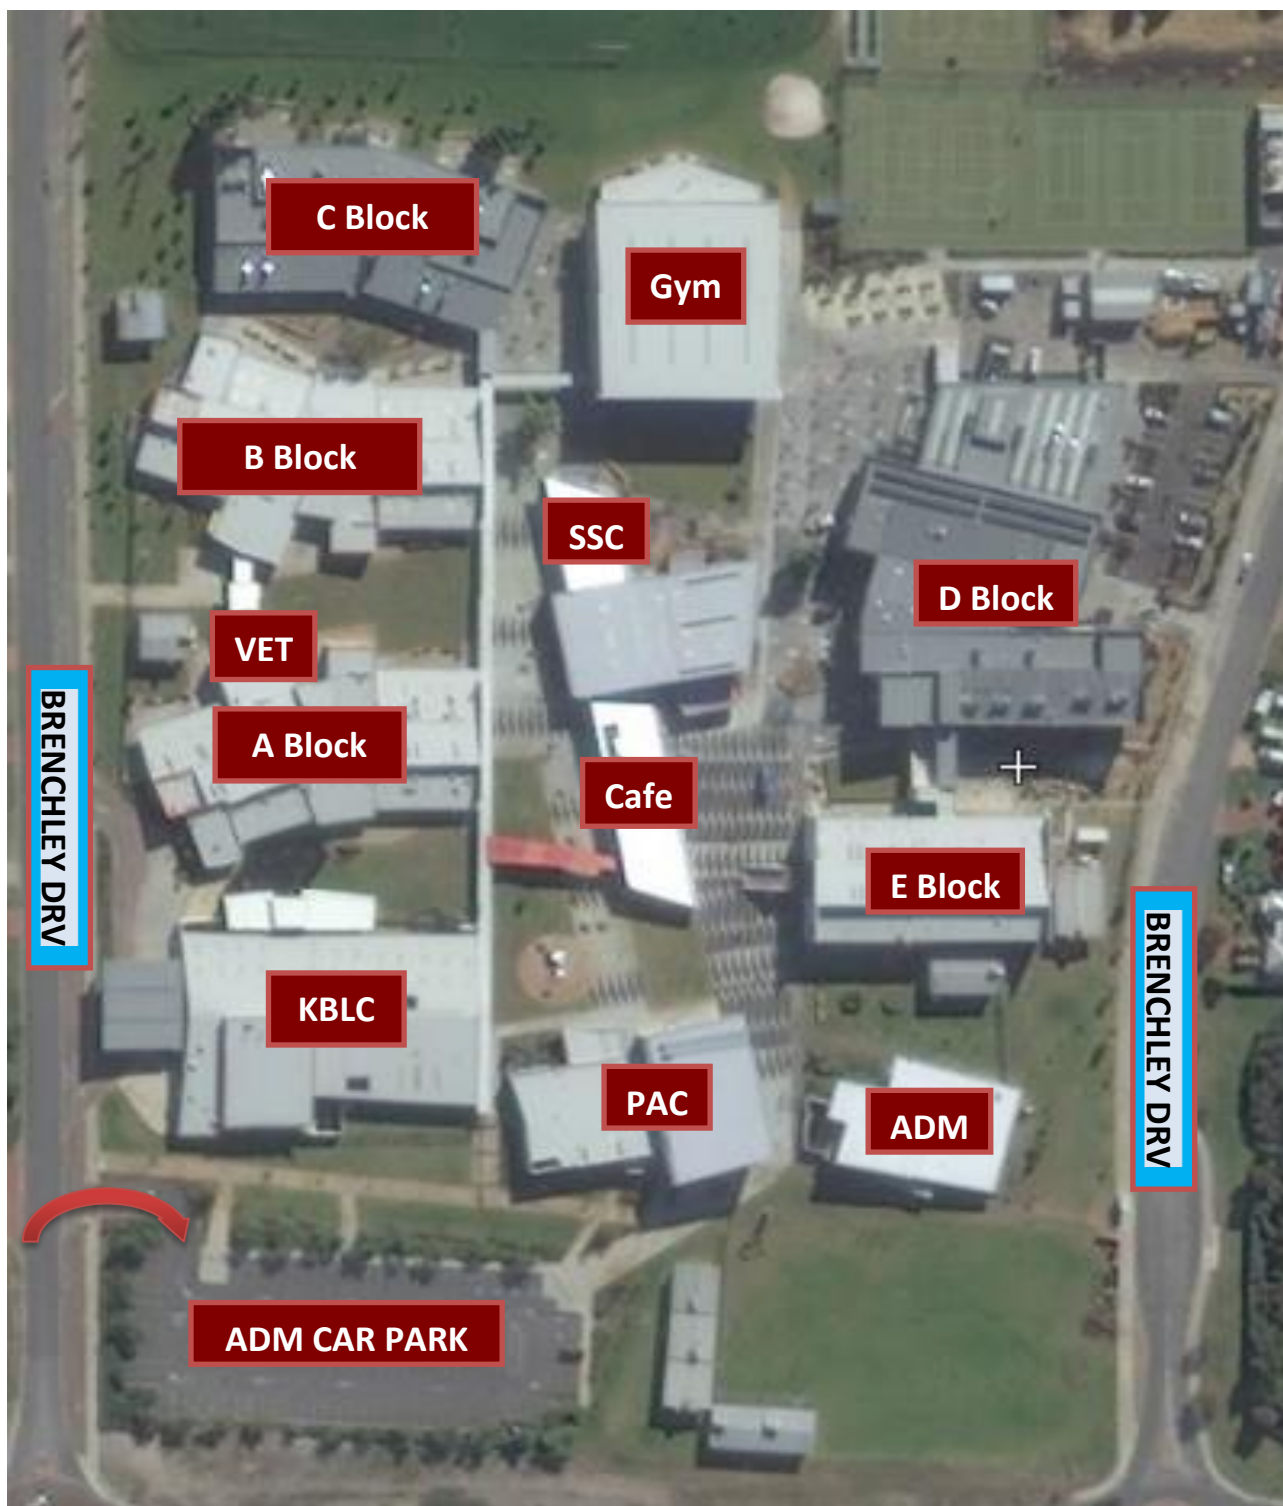 C Block
Gym
B Block
SSC
D Block
VET
A Block
BRENCHLEY DRV
Cafe
E Block
KBLC
BRENCHLEY DRV
PAC
ADM
ADM CAR PARK